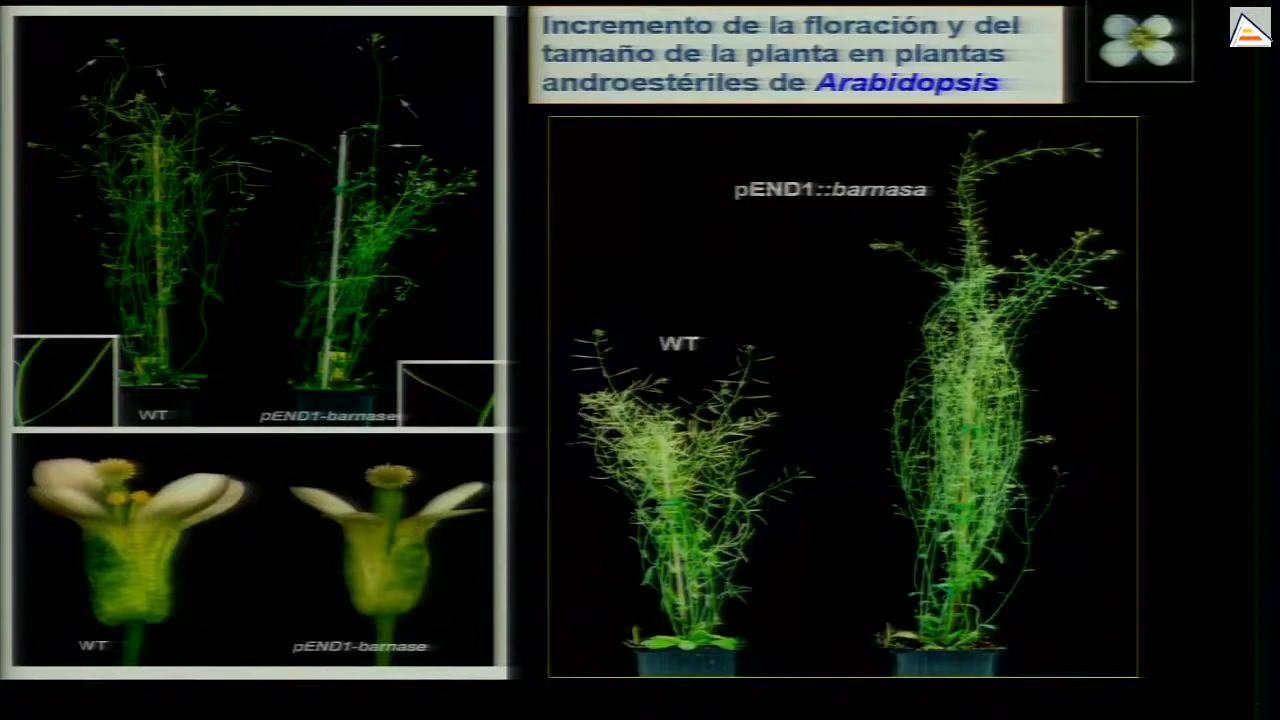 Incremento de la floración y del
tamaño de la planta en plantas
androestériles de Arabidopsis
pEND1::barnasa
WT
WT
pEND1-barnase
WT
pEND1-barnase